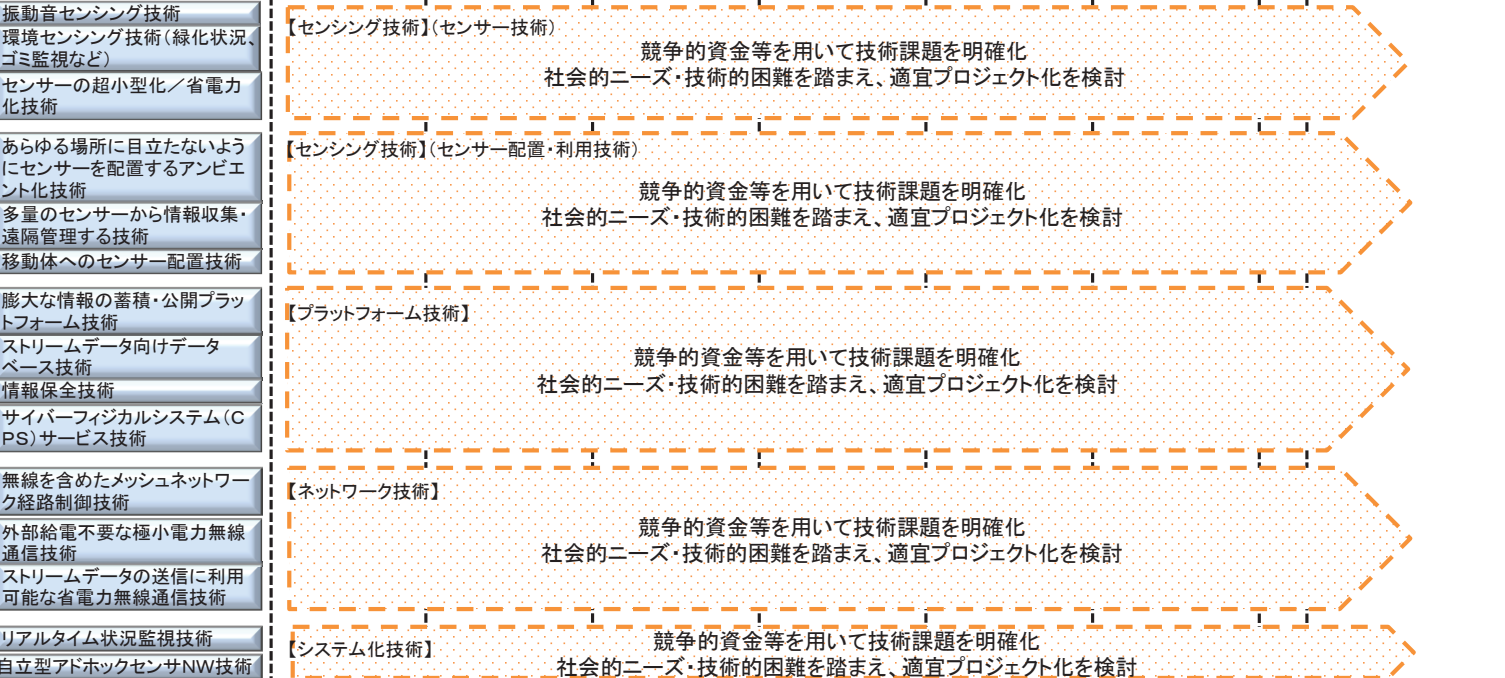 振動音センシング技術
環境センシング技術(緑化状況、
ゴミ監視など)
センサーの超小型化/省電力
化技術
【センシング技術】(センサー技術)
競争的資金等を用いて技術課題を明確化
社会的ニーズ・技術的困難を踏まえ、適宜プロジェクト化を検討
あらゆる場所に目立たないよう
にセンサーを配置するアンビエ
ント化技術
多量のセンサーから情報収集・
遠隔管理する技術
移動体へのセンサー配置技術
【センシング技術】(センサー配置・利用技術)
競争的資金等を用いて技術課題を明確化
社会的ニーズ・技術的困難を踏まえ、適宜プロジェクト化を検討
膨大な情報の蓄積・公開プラッ
トフォーム技術
ストリームデータ向けデータ
ベース技術
情報保全技術
サイバーフィジカルシステム(C
PS)サービス技術
【プラットフォーム技術】
競争的資金等を用いて技術課題を明確化
社会的ニーズ・技術的困難を踏まえ、適宜プロジェクト化を検討
無線を含めたメッシュネットワー
ク経路制御技術
外部給電不要な極小電力無線
通信技術
ストリームデータの送信に利用
可能な省電力無線通信技術
【ネットワーク技術】
競争的資金等を用いて技術課題を明確化
社会的ニーズ・技術的困難を踏まえ、適宜プロジェクト化を検討
リアルタイム状況監視技術
自立型アドホックセンサNW技術
【システム化技術】
競争的資金等を用いて技術課題を明確化
社会的ニーズ・技術的困難を踏まえ、適宜プロジェクト化を検討